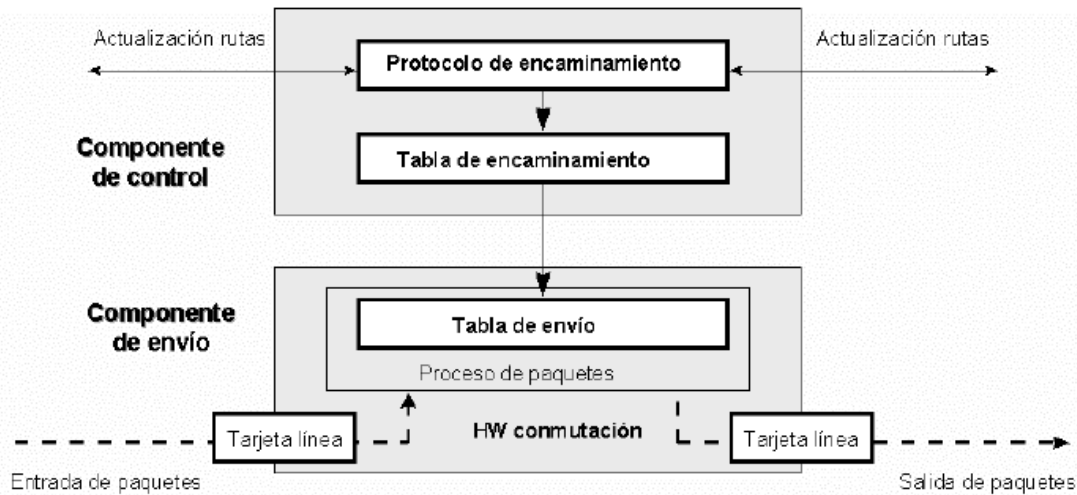 Actualización rutas
Actualización rutas
Protocolo de encaminamiento
Componente
de control
Tabla de encaminamiento
Componente
de envío
Tabla de envío
Proceso de paquetes
Tarjeta línea
HW conmutación
Tarjeta línea
Entrada de paquetes
Salida de paquetes